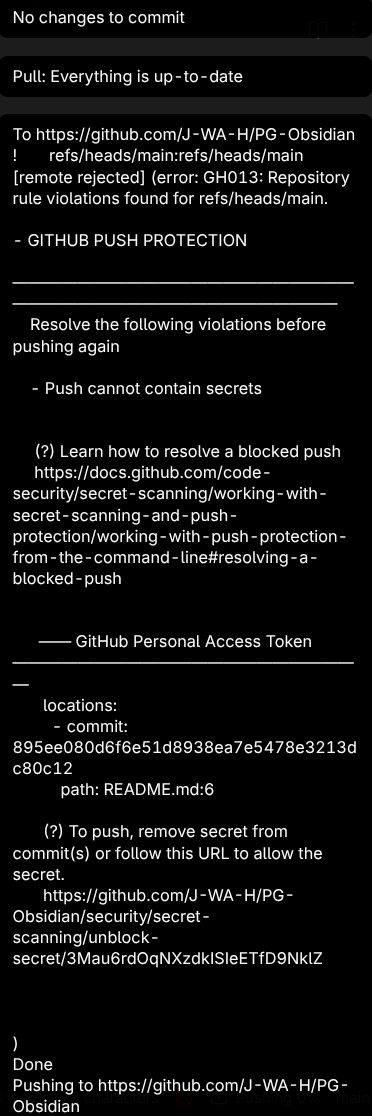 No changes to commit
Pull: Everything is up-to-date
To https://github.com/J-WA-H/PG-Obsidian
! refs/heads/main:refs/heads/main
[remote rejected] (error: GH013: Repository
rule violations found for refs/heads/main.
- GITHUB PUSH PROTECTION
—————————————————————————————————————————
Resolve the following violations before
pushing again
- Push cannot contain secrets
(?) Learn how to resolve a blocked push
https://docs.github.com/code-
security/secret-scanning/working-with-
secret-scanning-and-push-
protection/working-with-push-protection-
from-the-command-line#resolving-a-
blocked-push
—— GitHub Personal Access Token
——————————————————————
locations:
- commit:
895ee080d6f6e51d8938ea7e5478e3213d
c80c12
path: README.md:6
(?) To push, remove secret from
commit(s) or follow this URL to allow the
secret.
https://github.com/J-WA-H/PG-
Obsidian/security/secret-
scanning/unblock-
secret/3Mau6rdOqNXzdkISIeETfD9NklZ
)
Done
Pushing to https://github.com/J-WA-H/PG-
Obsidian